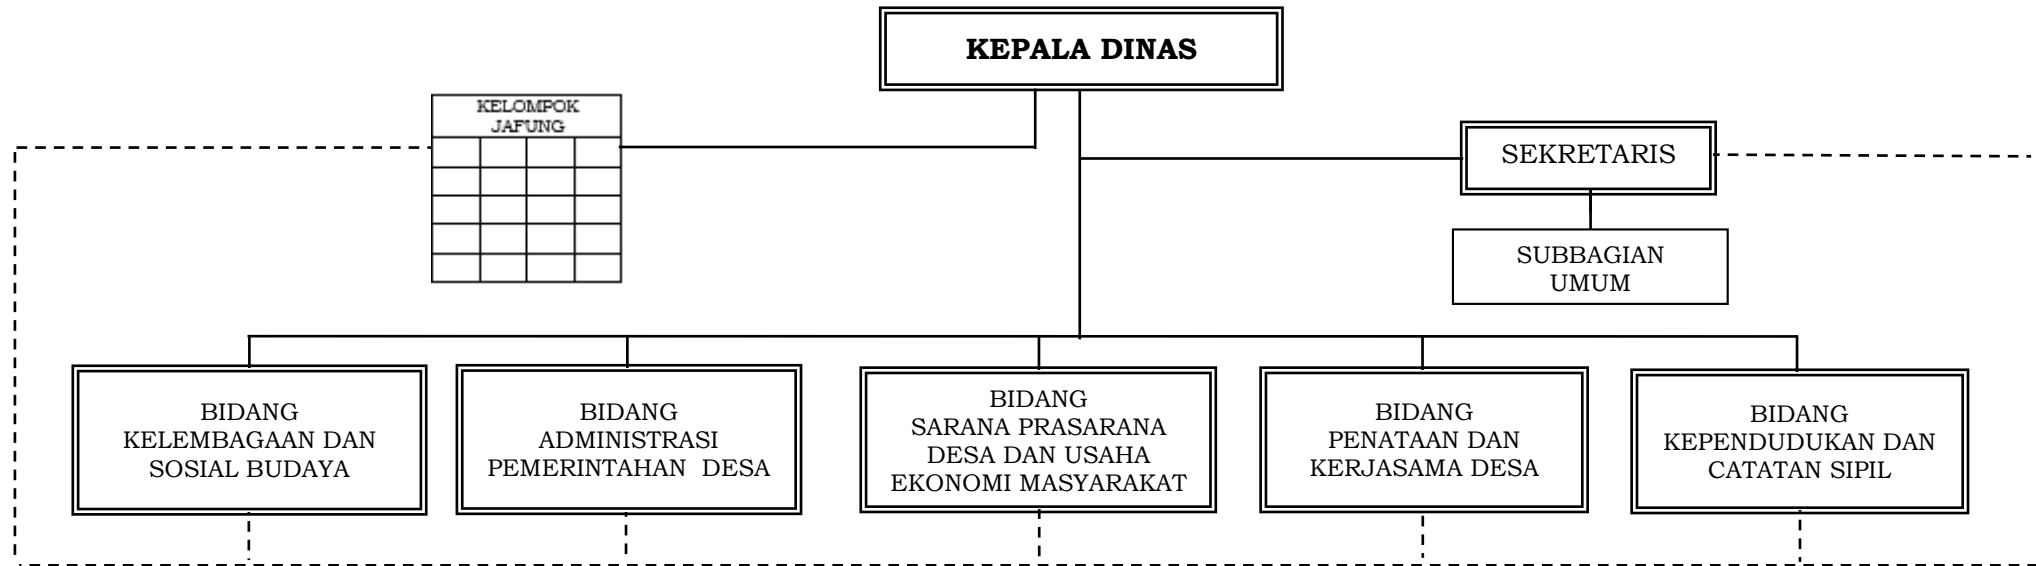 KEPALA DINAS
KELOMPOK
JAFUNG
SEKRETARIS
SUBBAGIAN
UMUM
BIDANG
KELEMBAGAAN DAN
SOSIAL BUDAYA
BIDANG
ADMINISTRASI
PEMERINTAHAN DESA
BIDANG
SARANA PRASARANA
DESA DAN USAHA
EKONOMI MASYARAKAT
BIDANG
PENATAAN DAN
KERJASAMA DESA
BIDANG
KEPENDUDUKAN DAN
CATATAN SIPIL